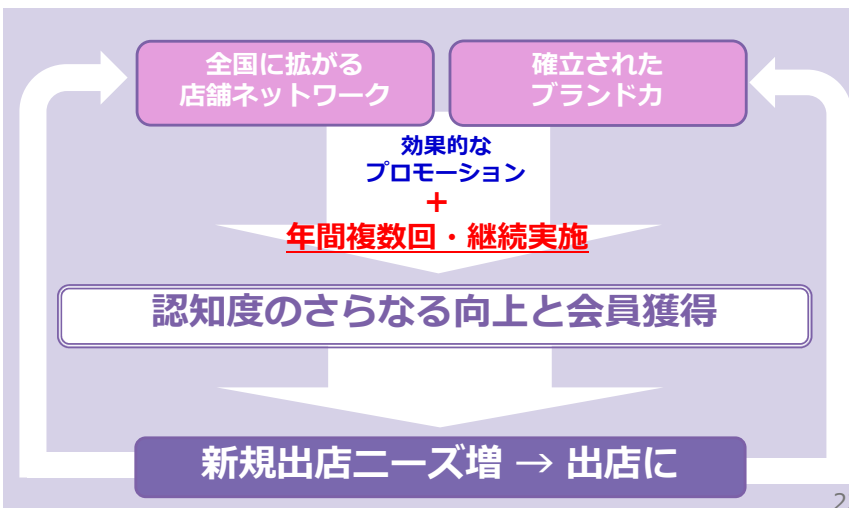 全国に拡がる
店舗ネットワーク
確立された
ブランド力
効果的な
プロモーション
+
年間複数回・継続実施
認知度のさらなる向上と会員獲得
新規出店ニーズ増 → 出店に
2